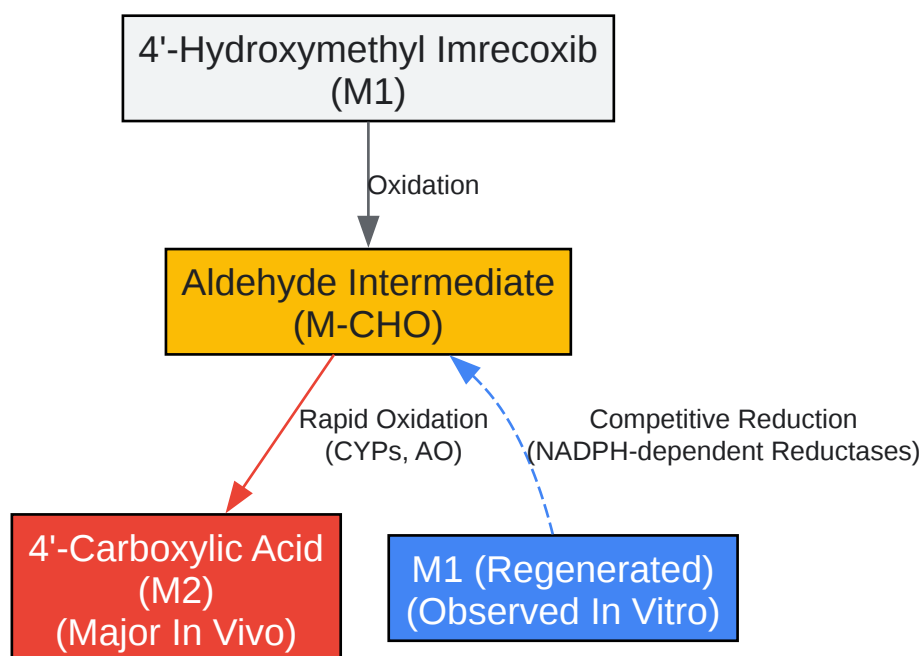 4'-Hydroxymethyl Imrecoxib
(M1)
Oxidation
Aldehyde Intermediate
(M-CHO)
Rapid Oxidation
(CYPs, AO)
Competitive Reduction
(NADPH-dependent Reductases)
4'-Carboxylic Acid
(M2)
(Major In Vivo)
M1 (Regenerated)
(Observed In Vitro)